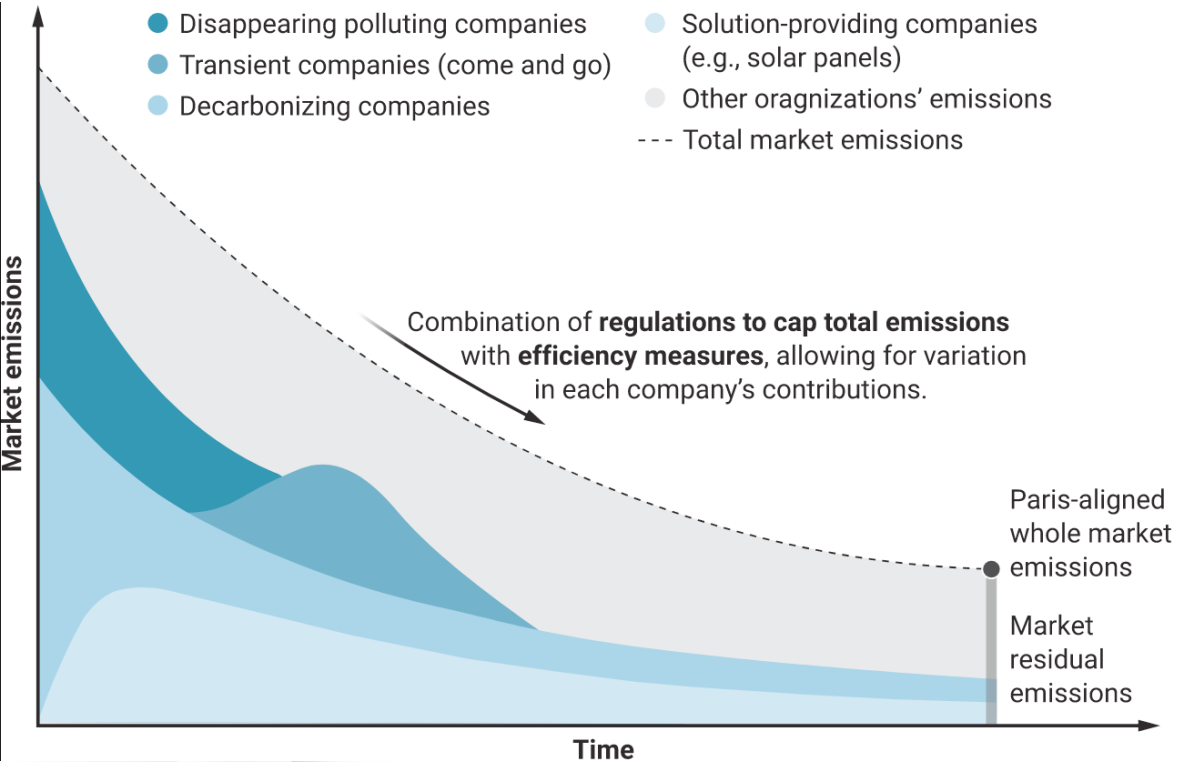 Disappearing polluting companies
Transient companies (come and go)
Decarbonizing companies
Solution-providing companies
(e.g., solar panels)
Other oragnizations’ emissions
Total market emissions
Market emissions
Combination of regulations to cap total emissions
with efficiency measures, allowing for variation
in each company’s contributions.
Paris-aligned
whole market
emissions
Market
residual
emissions
Time